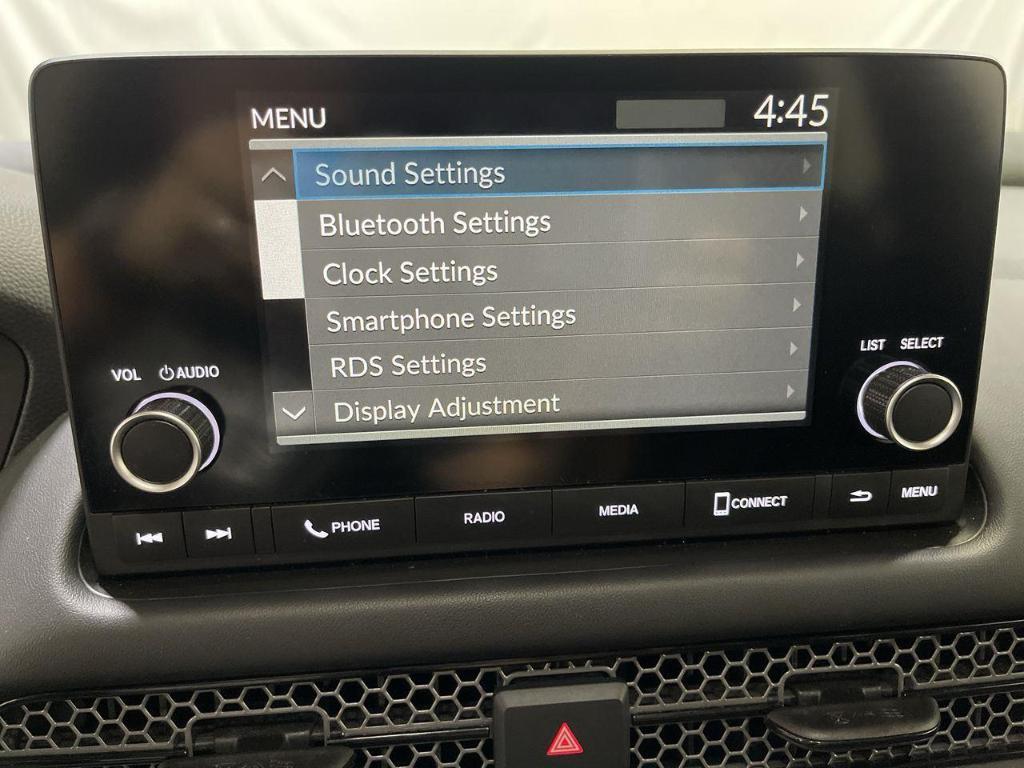 MENU 4:45
Sound Settings
Bluetooth Settings
Clock Settings
Smartphone Settings
RDS Settings
Display Adjustment
VOL AUDIO
LIST SELECT
PHONE RADIO MEDIA CONNECT MENU